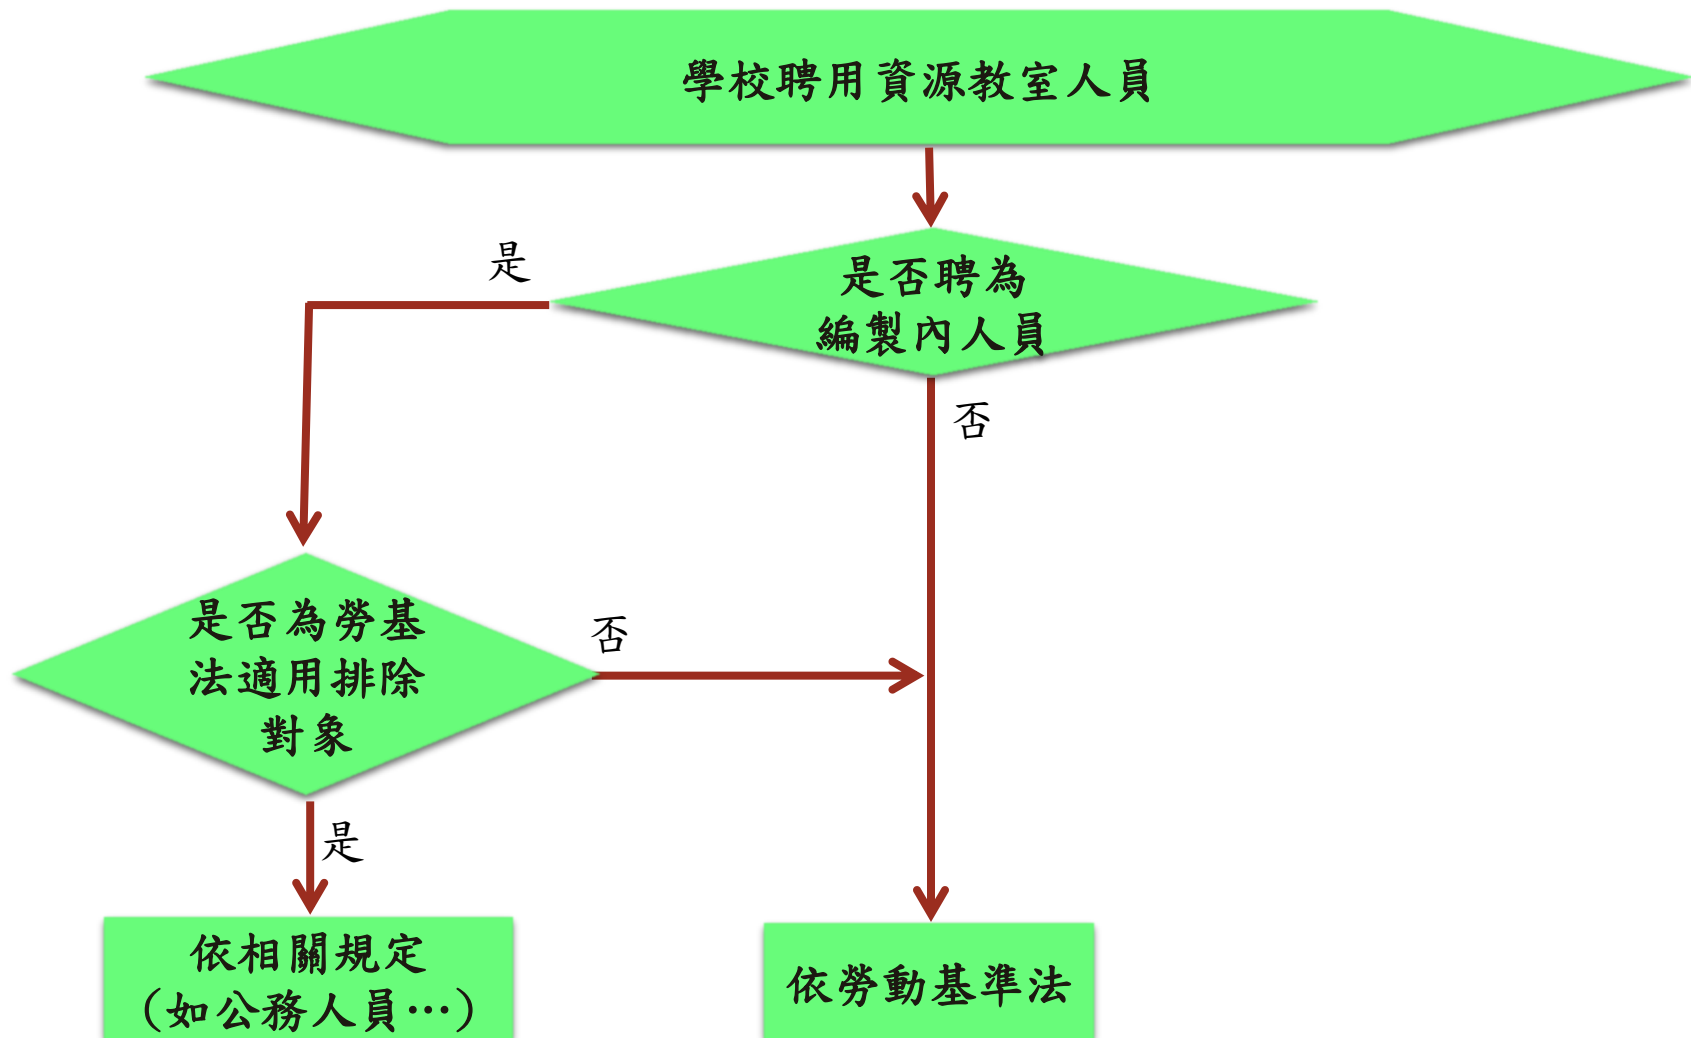 學校聘用資源教室人員
是
是否聘為
編製內人員
否
是否為勞基
法適用排除
對象
否
是
依相關規定
(如公務人員…)
依勞動基準法